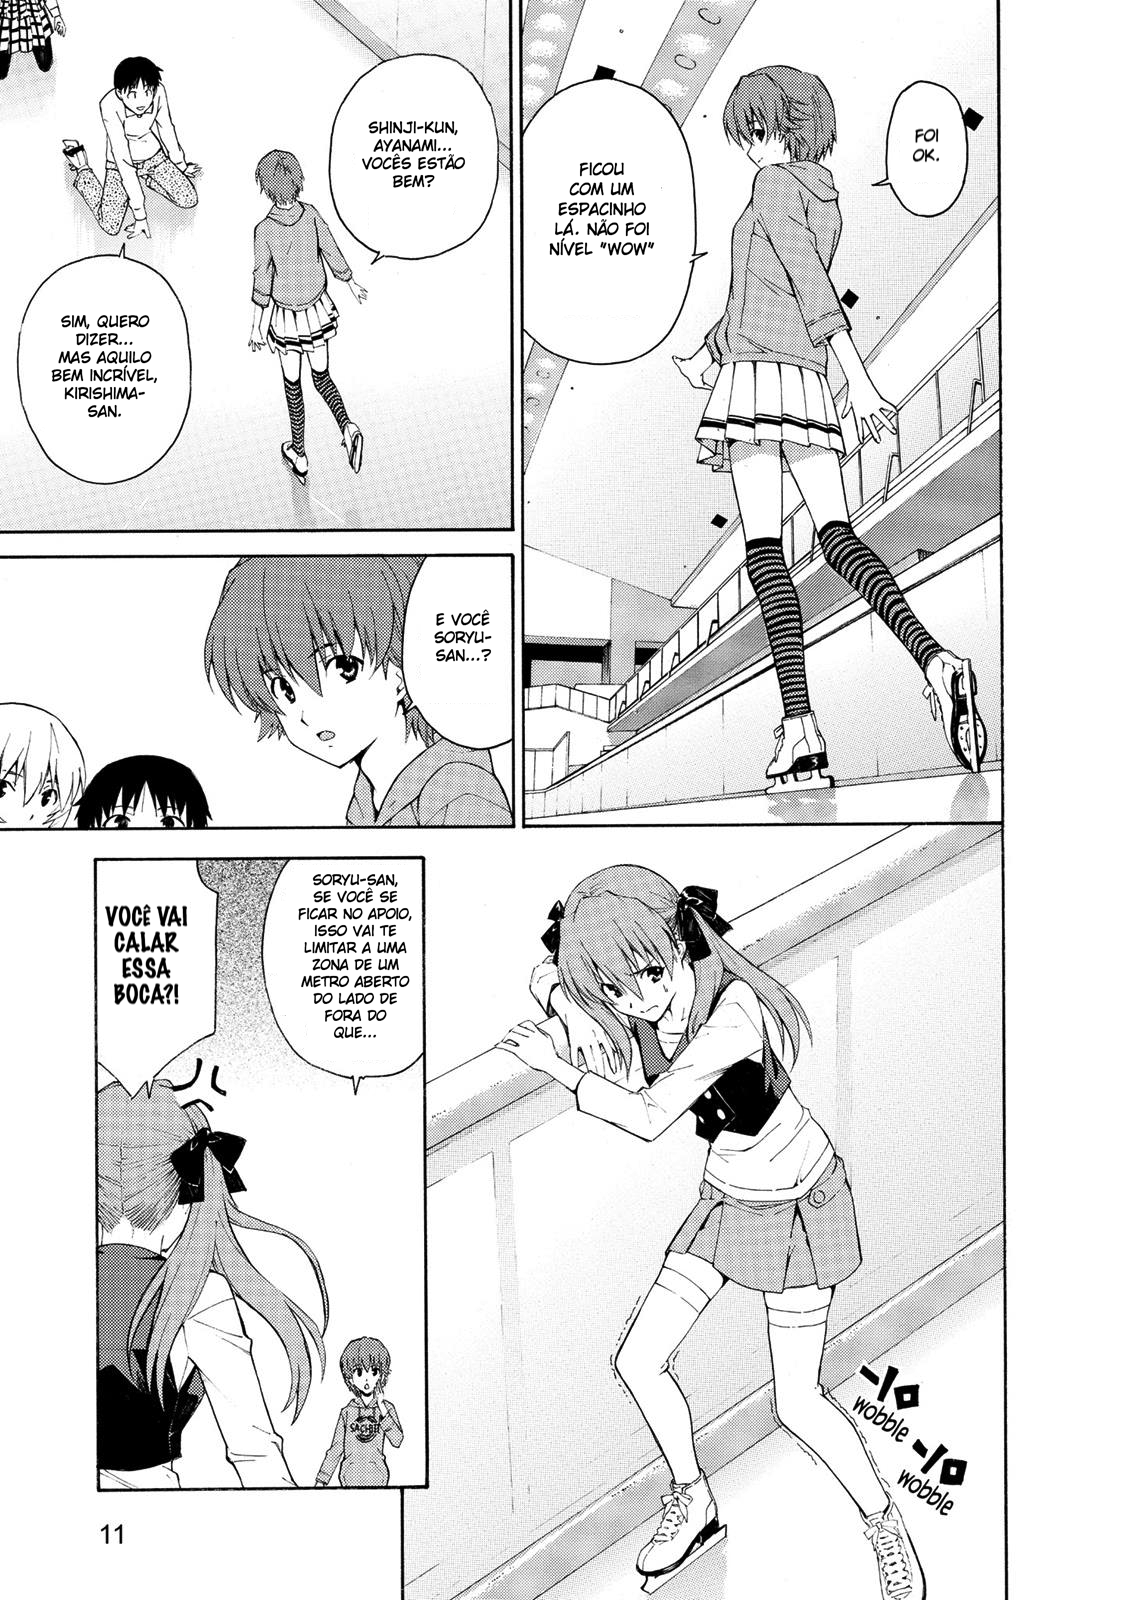 FOI
OK.
FICOU
COM UM
ESPACINHO
LÁ. NÃO FOI
NÍVEL "WOW"
SHINJI-KUN,
AYANAMI...
VOCÊS ESTÃO
BEM?
SIM, QUERO
DIZER...
MAS AQUILO
BEM INCRÍVEL,
KIRISHIMA-
SAN.
E VOCÊ
SORYU-
SAN...?
wobble
wobble
SORYU-SAN,
SE VOCÊ SE
FICAR NO APOIO,
ISSO VAI TE
LIMITAR A UMA
ZONA DE UM
METRO ABERTO
DO LADO DE
FORA DO
QUE...
VOCÊ VAI
CALAR
ESSA
BOCA?!
11